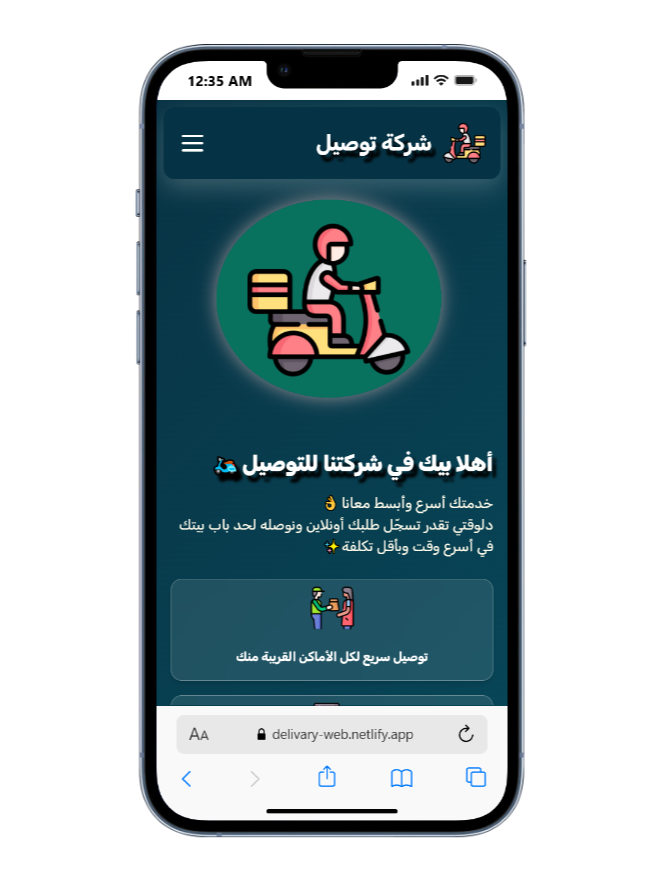 12:35 AM
شركة توصيل
أهلا بيك في شركتنا للتوصيل 🛵
خدمتك أسرع وأبسط معانا 👌
دلوقتي تقدر تسجّل طلبك أونلاين ونوصله لحد باب بيتك
في أسرع وقت وبأقل تكلفة ✨
توصيل سريع لكل الأماكن القريبة منك
AA
delivary-web.netlify.app